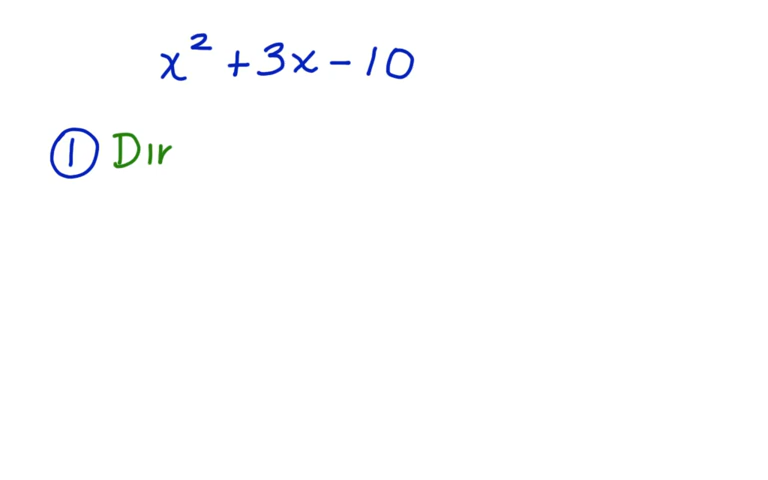 x² + 3x - 10
① Dir